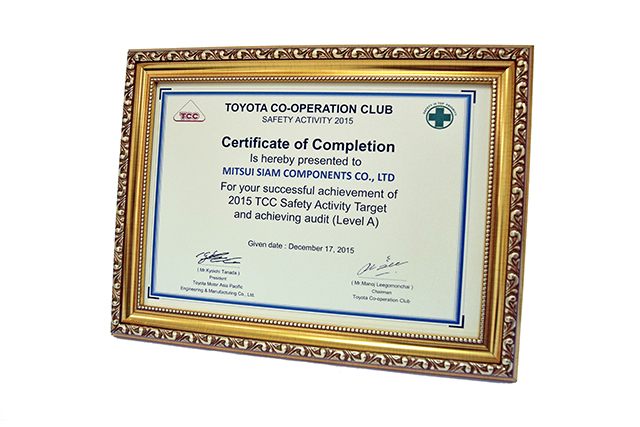 TCC
TOYOTA CO-OPERATION CLUB
SAFETY ACTIVITY 2015
Certificate of Completion
Is hereby presented to
MITSUI SIAM COMPONENTS CO., LTD
For your successful achievement of
2015 TCC Safety Activity Target
and achieving audit (Level A)
Given date : December 17, 2015
( Mr.Kyoichi Tanada )
President
Toyota Motor Asia Pacific
Engineering & Manufacturing Co., Ltd.
( Mr.Manoj Leegomonchai )
Chairman
Toyota Co-operation Club